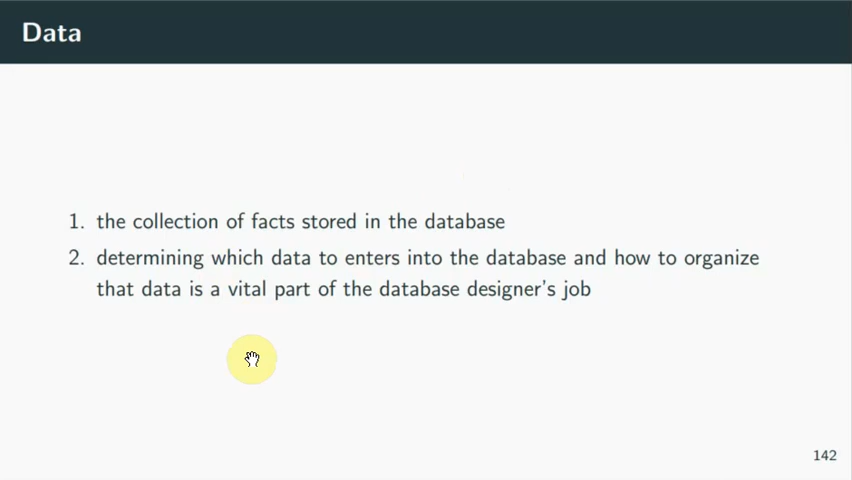 Data
1. the collection of facts stored in the database
2. determining which data to enters into the database and how to organize
that data is a vital part of the database designer's job
142